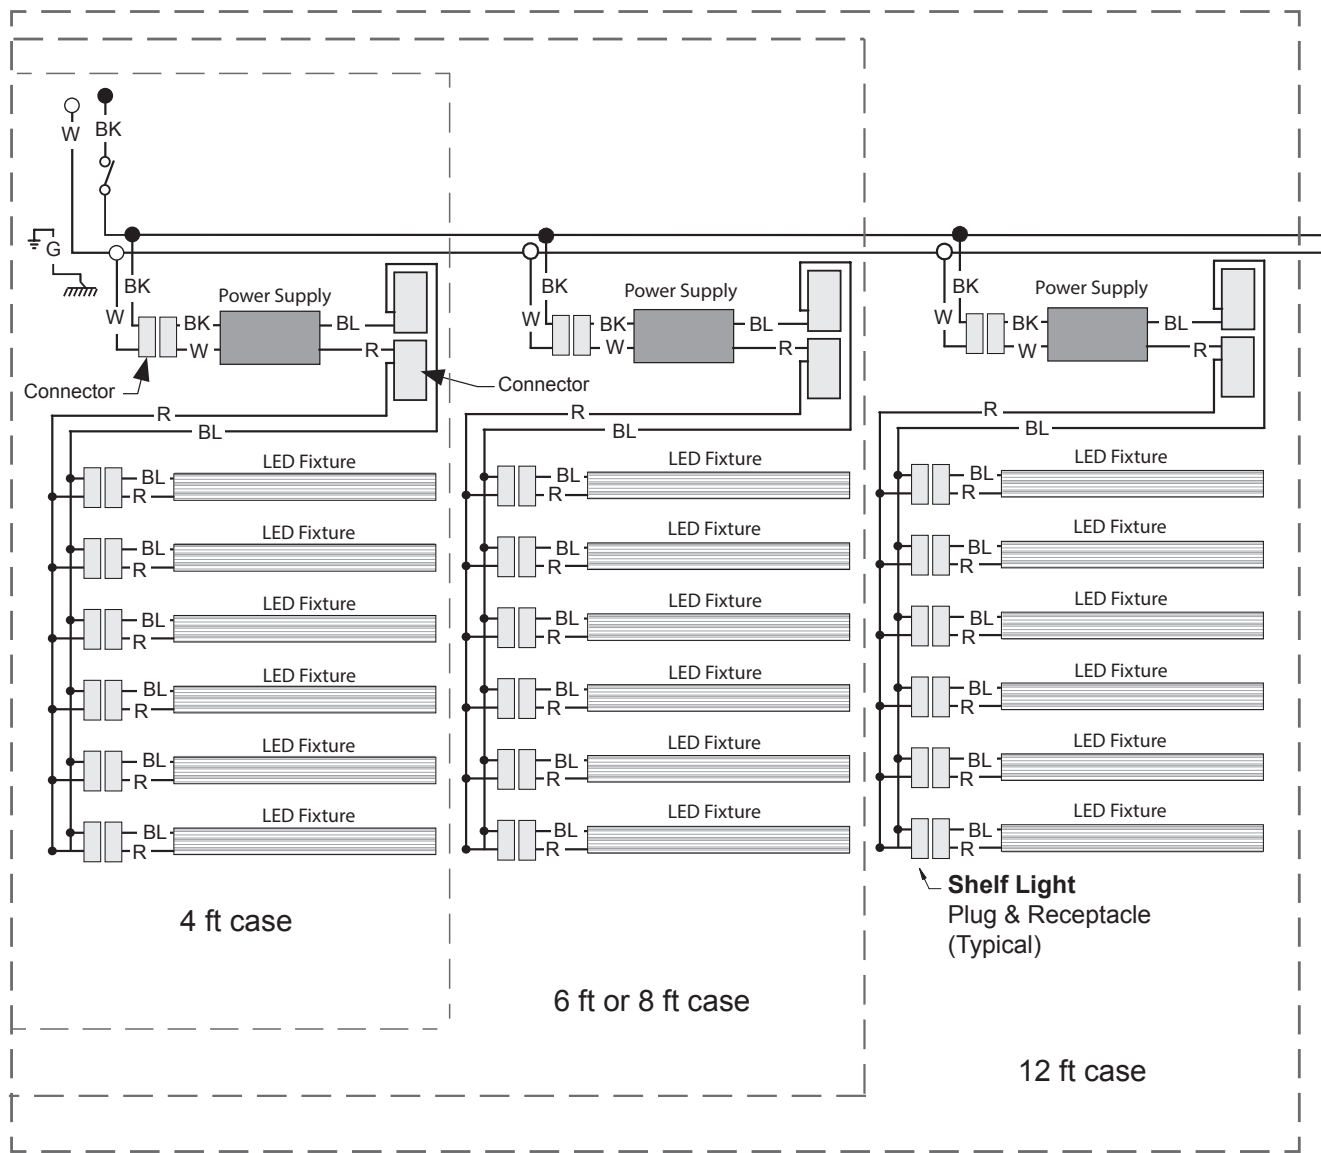 W
BK
G
BK
W
Power Supply
BK
BL
W
R
Connector
Connector
R
BL
LED Fixture
BL
R
LED Fixture
BL
R
LED Fixture
BL
R
LED Fixture
BL
R
LED Fixture
BL
R
LED Fixture
BL
R
4 ft case
BK
W
Power Supply
BK
BL
W
R
R
BL
LED Fixture
BL
R
LED Fixture
BL
R
LED Fixture
BL
R
LED Fixture
BL
R
LED Fixture
BL
R
LED Fixture
BL
R
6 ft or 8 ft case
BK
W
Power Supply
BK
BL
W
R
R
BL
LED Fixture
BL
R
LED Fixture
BL
R
LED Fixture
BL
R
LED Fixture
BL
R
LED Fixture
BL
R
LED Fixture
BL
R
Shelf Light
Plug & Receptacle
(Typical)
12 ft case